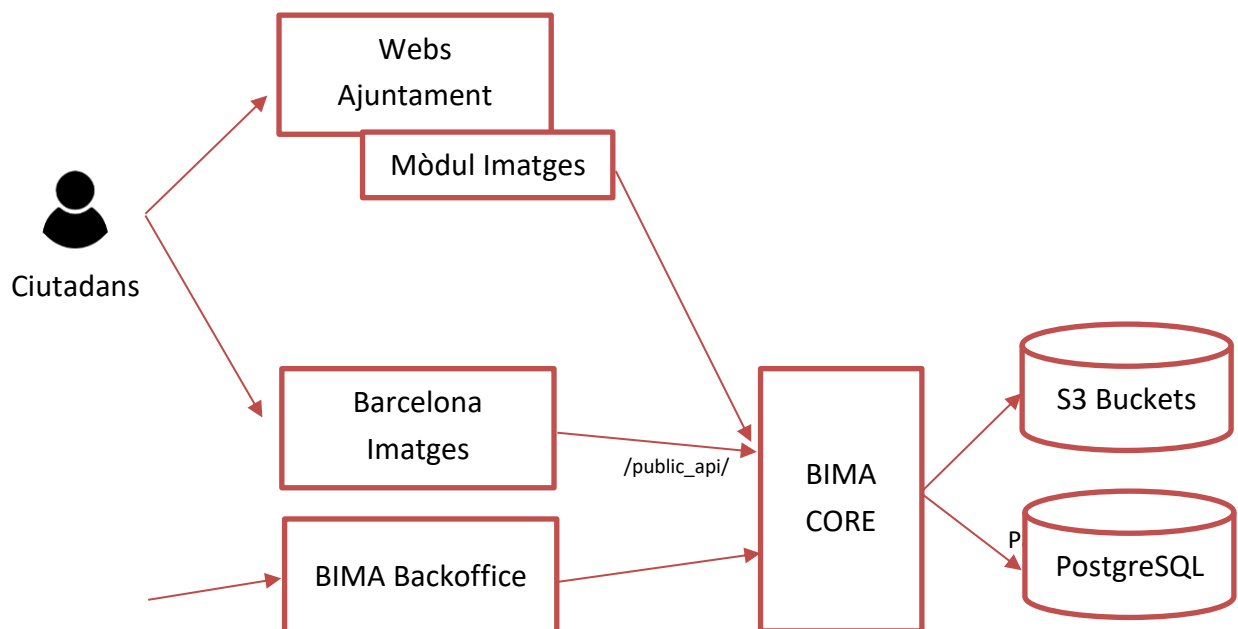 Webs
Ajuntament
Mòdul Imatges
Ciutadans
Barcelona
Imatges
/public_api/
BIMA
CORE
S3 Buckets
P
PostgreSQL
BIMA Backoffice